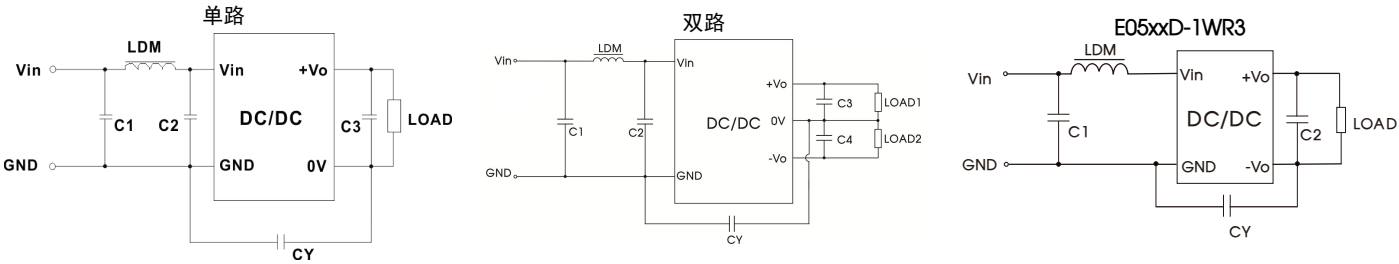 单路
LDM
Vin
Vin
+Vo
C1
C2
DC/DC
C3
LOAD
GND
GND
0V
CY
双路
LDM
Vin
Vin
+Vo
C3
LOAD1
C1
C2
DC/DC
0V
C4
LOAD2
-Vo
GND
GND
CY
E05xxD-1WR3
LDM
Vin
Vin
+Vo
C1
DC/DC
C2
LOAD
GND
GND
-Vo
CY